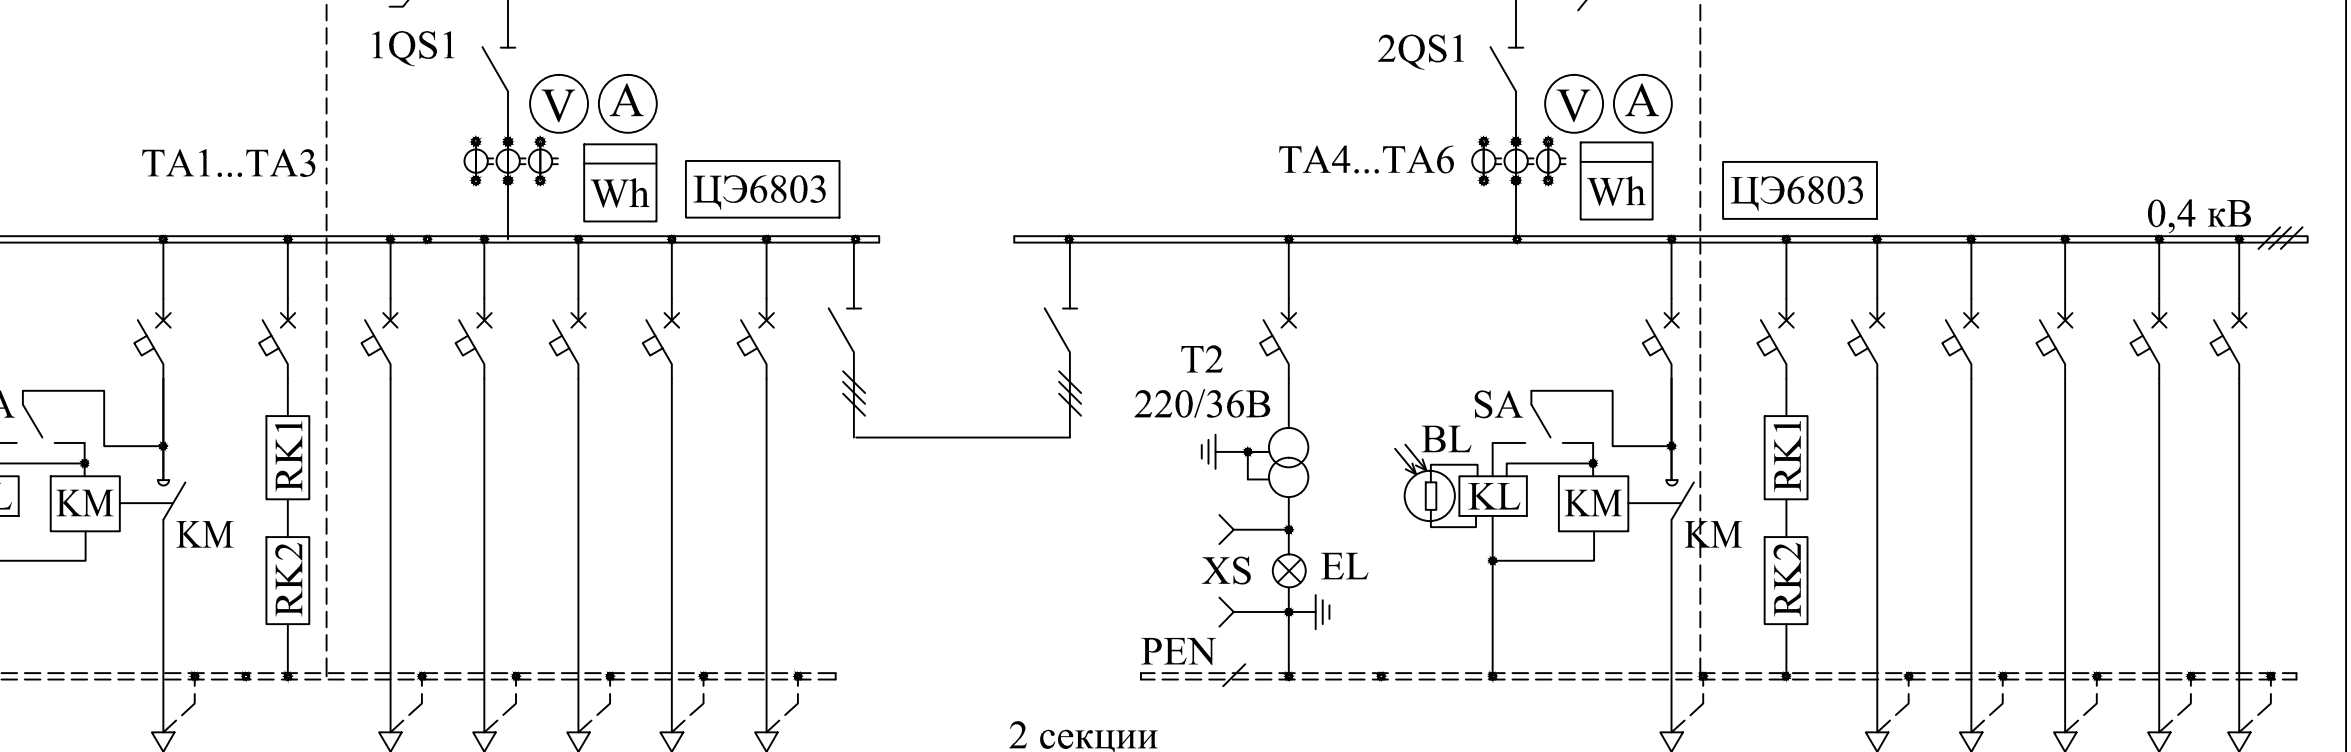 1QS1
2QS1
V A
V A
TA1...TA3
Wh
ЦЭ6803
TA4...TA6
Wh
ЦЭ6803
0,4 кВ
T2
220/36В
SA
BL
RK1
RK1
KM
KM
KL
KM
KM
RK2
RK2
XS
EL
PEN
2 секции